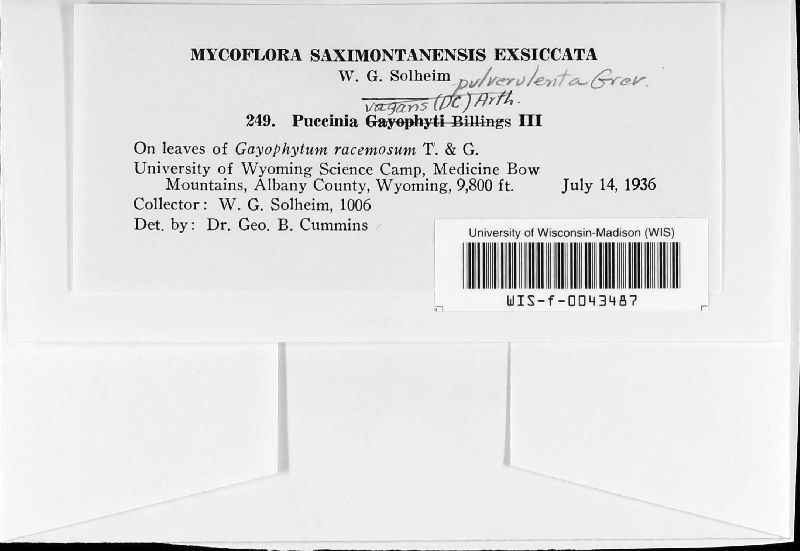 MYCOFLORA SAXIMONTANENSIS EXSICCATA
W. G. Solheim
pulverulenta Grev.
vagans (DC) Arth.
249. Puccinia Gayophyti Billings III
On leaves of Gayophytum racemosum T. & G.
University of Wyoming Science Camp, Medicine Bow
Mountains, Albany County, Wyoming, 9,800 ft. July 14, 1936
Collector: W. G. Solheim, 1006
Det. by: Dr. Geo. B. Cummins
University of Wisconsin-Madison (WIS)
WIS-f-0043487